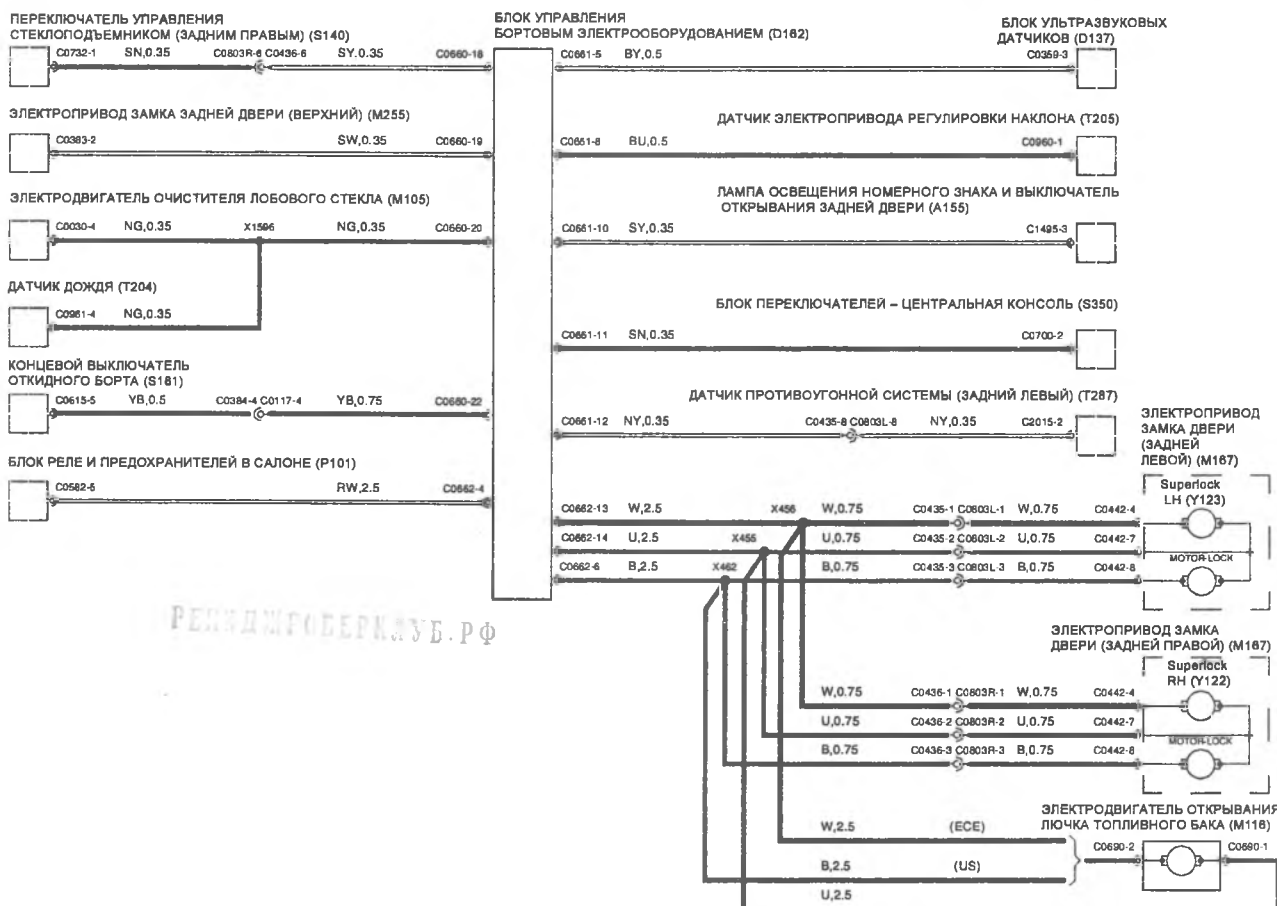 ПЕРЕКЛЮЧАТЕЛЬ УПРАВЛЕНИЯ
СТЕКЛОПОДЪЕМНИКОМ (ЗАДНИМ ПРАВЫМ) (S140)
C0732-1 SN,0.35 C0803R-6 C0436-6 SY.0.35 C0660-18
ЭЛЕКТРОПРИВОД ЗАМКА ЗАДНЕЙ ДВЕРИ (ВЕРХНИЙ) (M255)
C0383-2 SW,0.35 C0660-19
ЭЛЕКТРОДВИГАТЕЛЬ ОЧИСТИТЕЛЯ ЛОБОВОГО СТЕКЛА (M105)
C0030-4 NG,0.35 X1596 NG,0.35 C0660-20
ДАТЧИК ДОЖДЯ (T204)
C0961-4 NG,0.35
КОНЦЕВОЙ ВЫКЛЮЧАТЕЛЬ
ОТКИДНОГО БОРТА (S181)
C0615-5 YB,0.5 C0384-4 C0117-4 YB,0.75 C0660-22
БЛОК РЕЛЕ И ПРЕДОХРАНИТЕЛЕЙ В САЛОНЕ (P101)
C0582-6 RW,2.5 C0662-4
БЛОК УПРАВЛЕНИЯ
БОРТОВЫМ ЭЛЕКТРООБОРУДОВАНИЕМ (D162)
БЛОК УЛЬТРАЗВУКОВЫХ
ДАТЧИКОВ (D137)
C0661-5 BY,0.5 C0359-3
ДАТЧИК ЭЛЕКТРОПРИВОДА РЕГУЛИРОВКИ НАКЛОНА (T205)
C0661-8 BU,0.5 C0960-1
ЛАМПА ОСВЕЩЕНИЯ НОМЕРНОГО ЗНАКА И ВЫКЛЮЧАТЕЛЬ
ОТКРЫВАНИЯ ЗАДНЕЙ ДВЕРИ (A155)
C0661-10 SY,0.35 C1495-3
БЛОК ПЕРЕКЛЮЧАТЕЛЕЙ – ЦЕНТРАЛЬНАЯ КОНСОЛЬ (S350)
C0661-11 SN,0.35 C0700-2
ДАТЧИК ПРОТИВОУГОННОЙ СИСТЕМЫ (ЗАДНИЙ ЛЕВЫЙ) (T287)
C0661-12 NY,0.35 C0435-8 C0803L-8 NY,0.35 C2015-2
ЭЛЕКТРОПРИВОД
ЗАМКА ДВЕРИ
(ЗАДНЕЙ
ЛЕВОЙ) (M167)
Superlock
LH (Y123)
C0662-13 W,2.5 X456 W,0.75 C0435-1 C0803L-1 W,0.75 C0442-4
C0662-14 U,2.5 X455 U,0.75 C0435-2 C0803L-2 U,0.75 C0442-7
MOTOR-LOCK
C0662-6 B,2.5 X462 B,0.75 C0435-3 C0803L-3 B,0.75 C0442-8
ЭЛЕКТРОПРИВОД ЗАМКА
ДВЕРИ (ЗАДНЕЙ ПРАВОЙ) (M167)
Superlock
RH (Y122)
W,0.75 C0436-1 C0803R-1 W,0.75 C0442-4
U,0.75 C0436-2 C0803R-2 U,0.75 C0442-7
MOTOR-LOCK
B,0.75 C0436-3 C0803R-3 B,0.75 C0442-8
ЭЛЕКТРОДВИГАТЕЛЬ ОТКРЫВАНИЯ
ЛЮЧКА ТОПЛИВНОГО БАКА (M116)
W,2.5 (ECE)
C0690-2 C0690-1
B,2.5 (US)
U,2.5
РЕНДЖРОВЕРКЛУБ.РФ